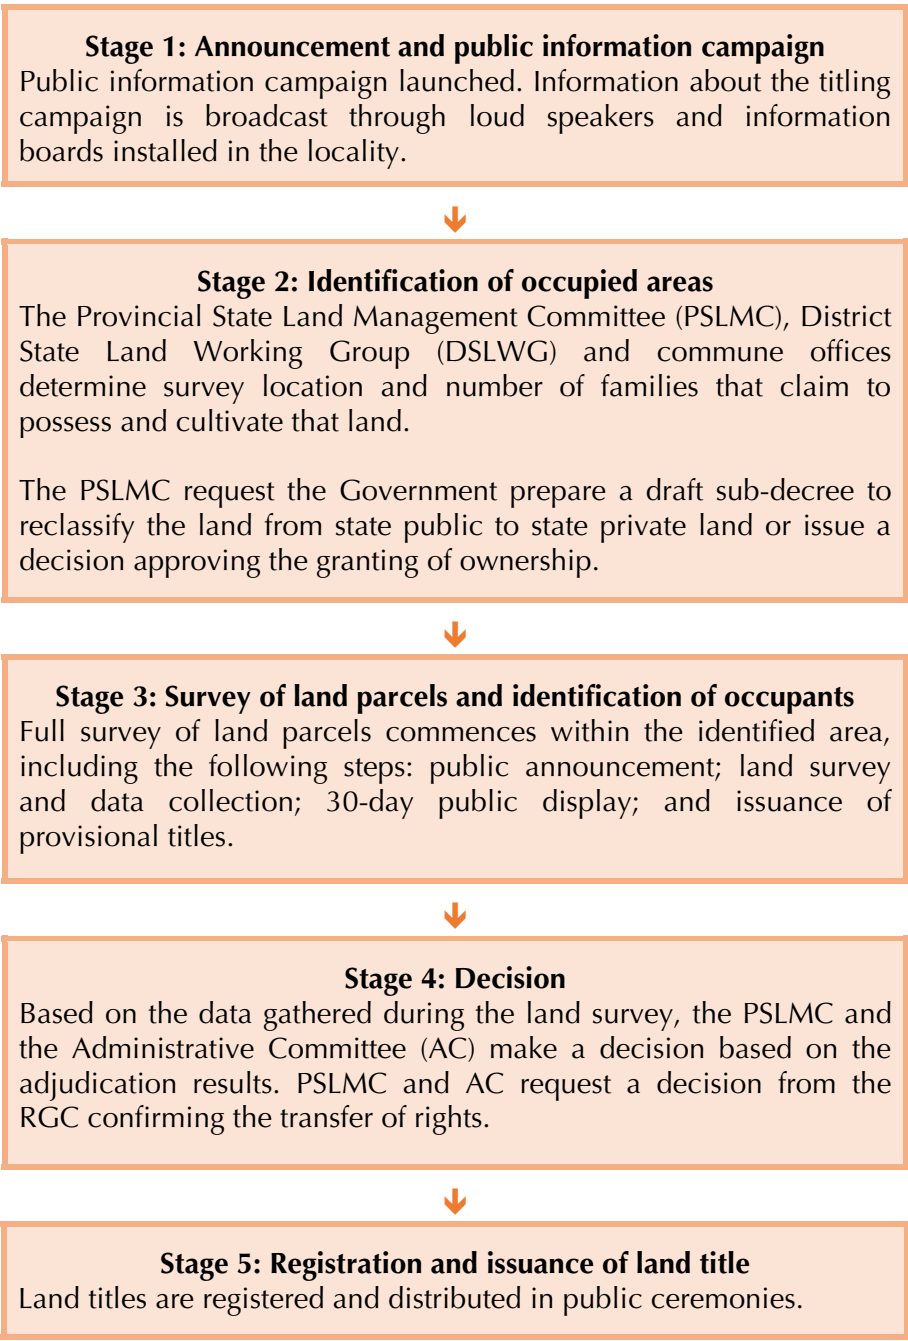 Stage 1: Announcement and public information campaign
Public information campaign launched. Information about the titling
campaign is broadcast through loud speakers and information
boards installed in the locality.
Stage 2: Identification of occupied areas
The Provincial State Land Management Committee (PSLMC), District
State Land Working Group (DSLWG) and commune offices
determine survey location and number of families that claim to
possess and cultivate that land.
The PSLMC request the Government prepare a draft sub-decree to
reclassify the land from state public to state private land or issue a
decision approving the granting of ownership.
Stage 3: Survey of land parcels and identification of occupants
Full survey of land parcels commences within the identified area,
including the following steps: public announcement; land survey
and data collection; 30-day public display; and issuance of
provisional titles.
Stage 4: Decision
Based on the data gathered during the land survey, the PSLMC and
the Administrative Committee (AC) make a decision based on the
adjudication results. PSLMC and AC request a decision from the
RGC confirming the transfer of rights.
Stage 5: Registration and issuance of land title
Land titles are registered and distributed in public ceremonies.